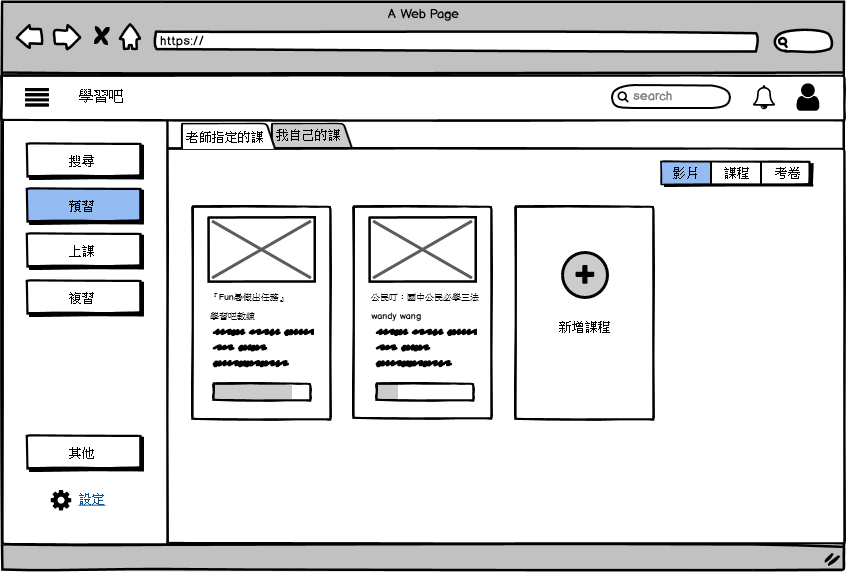 A Web Page
https://
學習吧
search
老師指定的課
我自己的課
搜尋
預習
上課
複習
其他
設定
影片
課程
考卷
「Fun暑假出任務』
學習吧教練
公民叮：國中公民必學三法
wandy wang
新增課程